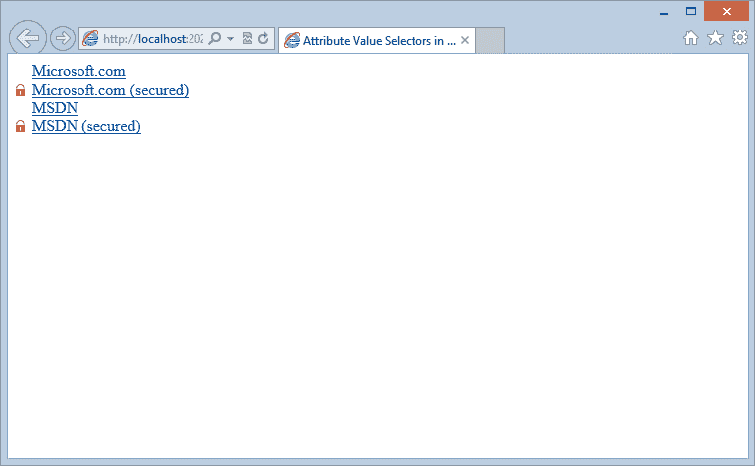 http://localhost:202
Attribute Value Selectors in ...
Microsoft.com
Microsoft.com (secured)
MSDN
MSDN (secured)